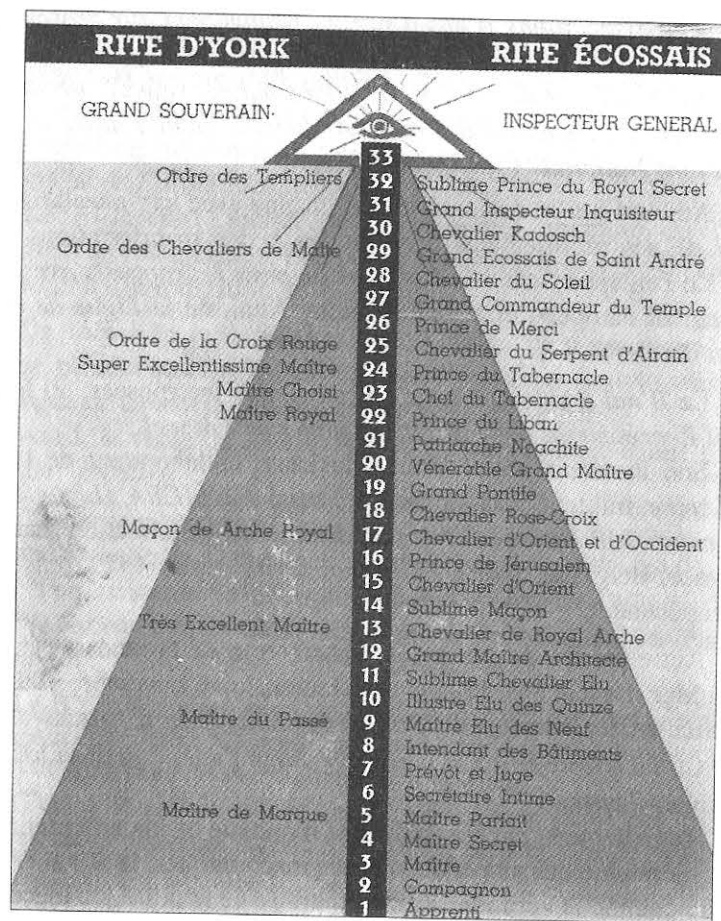 RITE D'YORK RITE ÉCOSSAIS
GRAND SOUVERAIN INSPECTEUR GENERAL
33
Ordre des Templiers 32 Sublime Prince du Royal Secret
31 Grand Inspecteur Inquisiteur
30 Chevalier Kadosch
Ordre des Chevaliers de Malte 29 Grand Ecossais de Saint André
28 Chevalier du Soleil
27 Grand Commandeur du Temple
26 Prince de Merci
Ordre de la Croix Rouge 25 Chevalier du Serpent d'Airain
Super Excellentissime Maître 24 Prince du Tabernacle
Maître Choisi 23 Chef du Tabernacle
Maître Royal 22 Prince du Liban
21 Patriarche Noachite
20 Vénérable Grand Maître
19 Grand Pontife
18 Chevalier Rose-Croix
Maçon de Arche Royal 17 Chevalier d'Orient et d'Occident
16 Prince de Jérusalem
15 Chevalier d'Orient
14 Sublime Maçon
Très Excellent Maître 13 Chevalier de Royal Arche
12 Grand Maître Architecte
11 Sublime Chevalier Elu
10 Illustre Elu des Quinze
Maître du Passé 9 Maître Elu des Neuf
8 Intendant des Bâtiments
7 Prévôt et Juge
6 Secrétaire Intime
Maître de Marque 5 Maître Parfait
4 Maître Secret
3 Maître
2 Compagnon
1 Apprenti